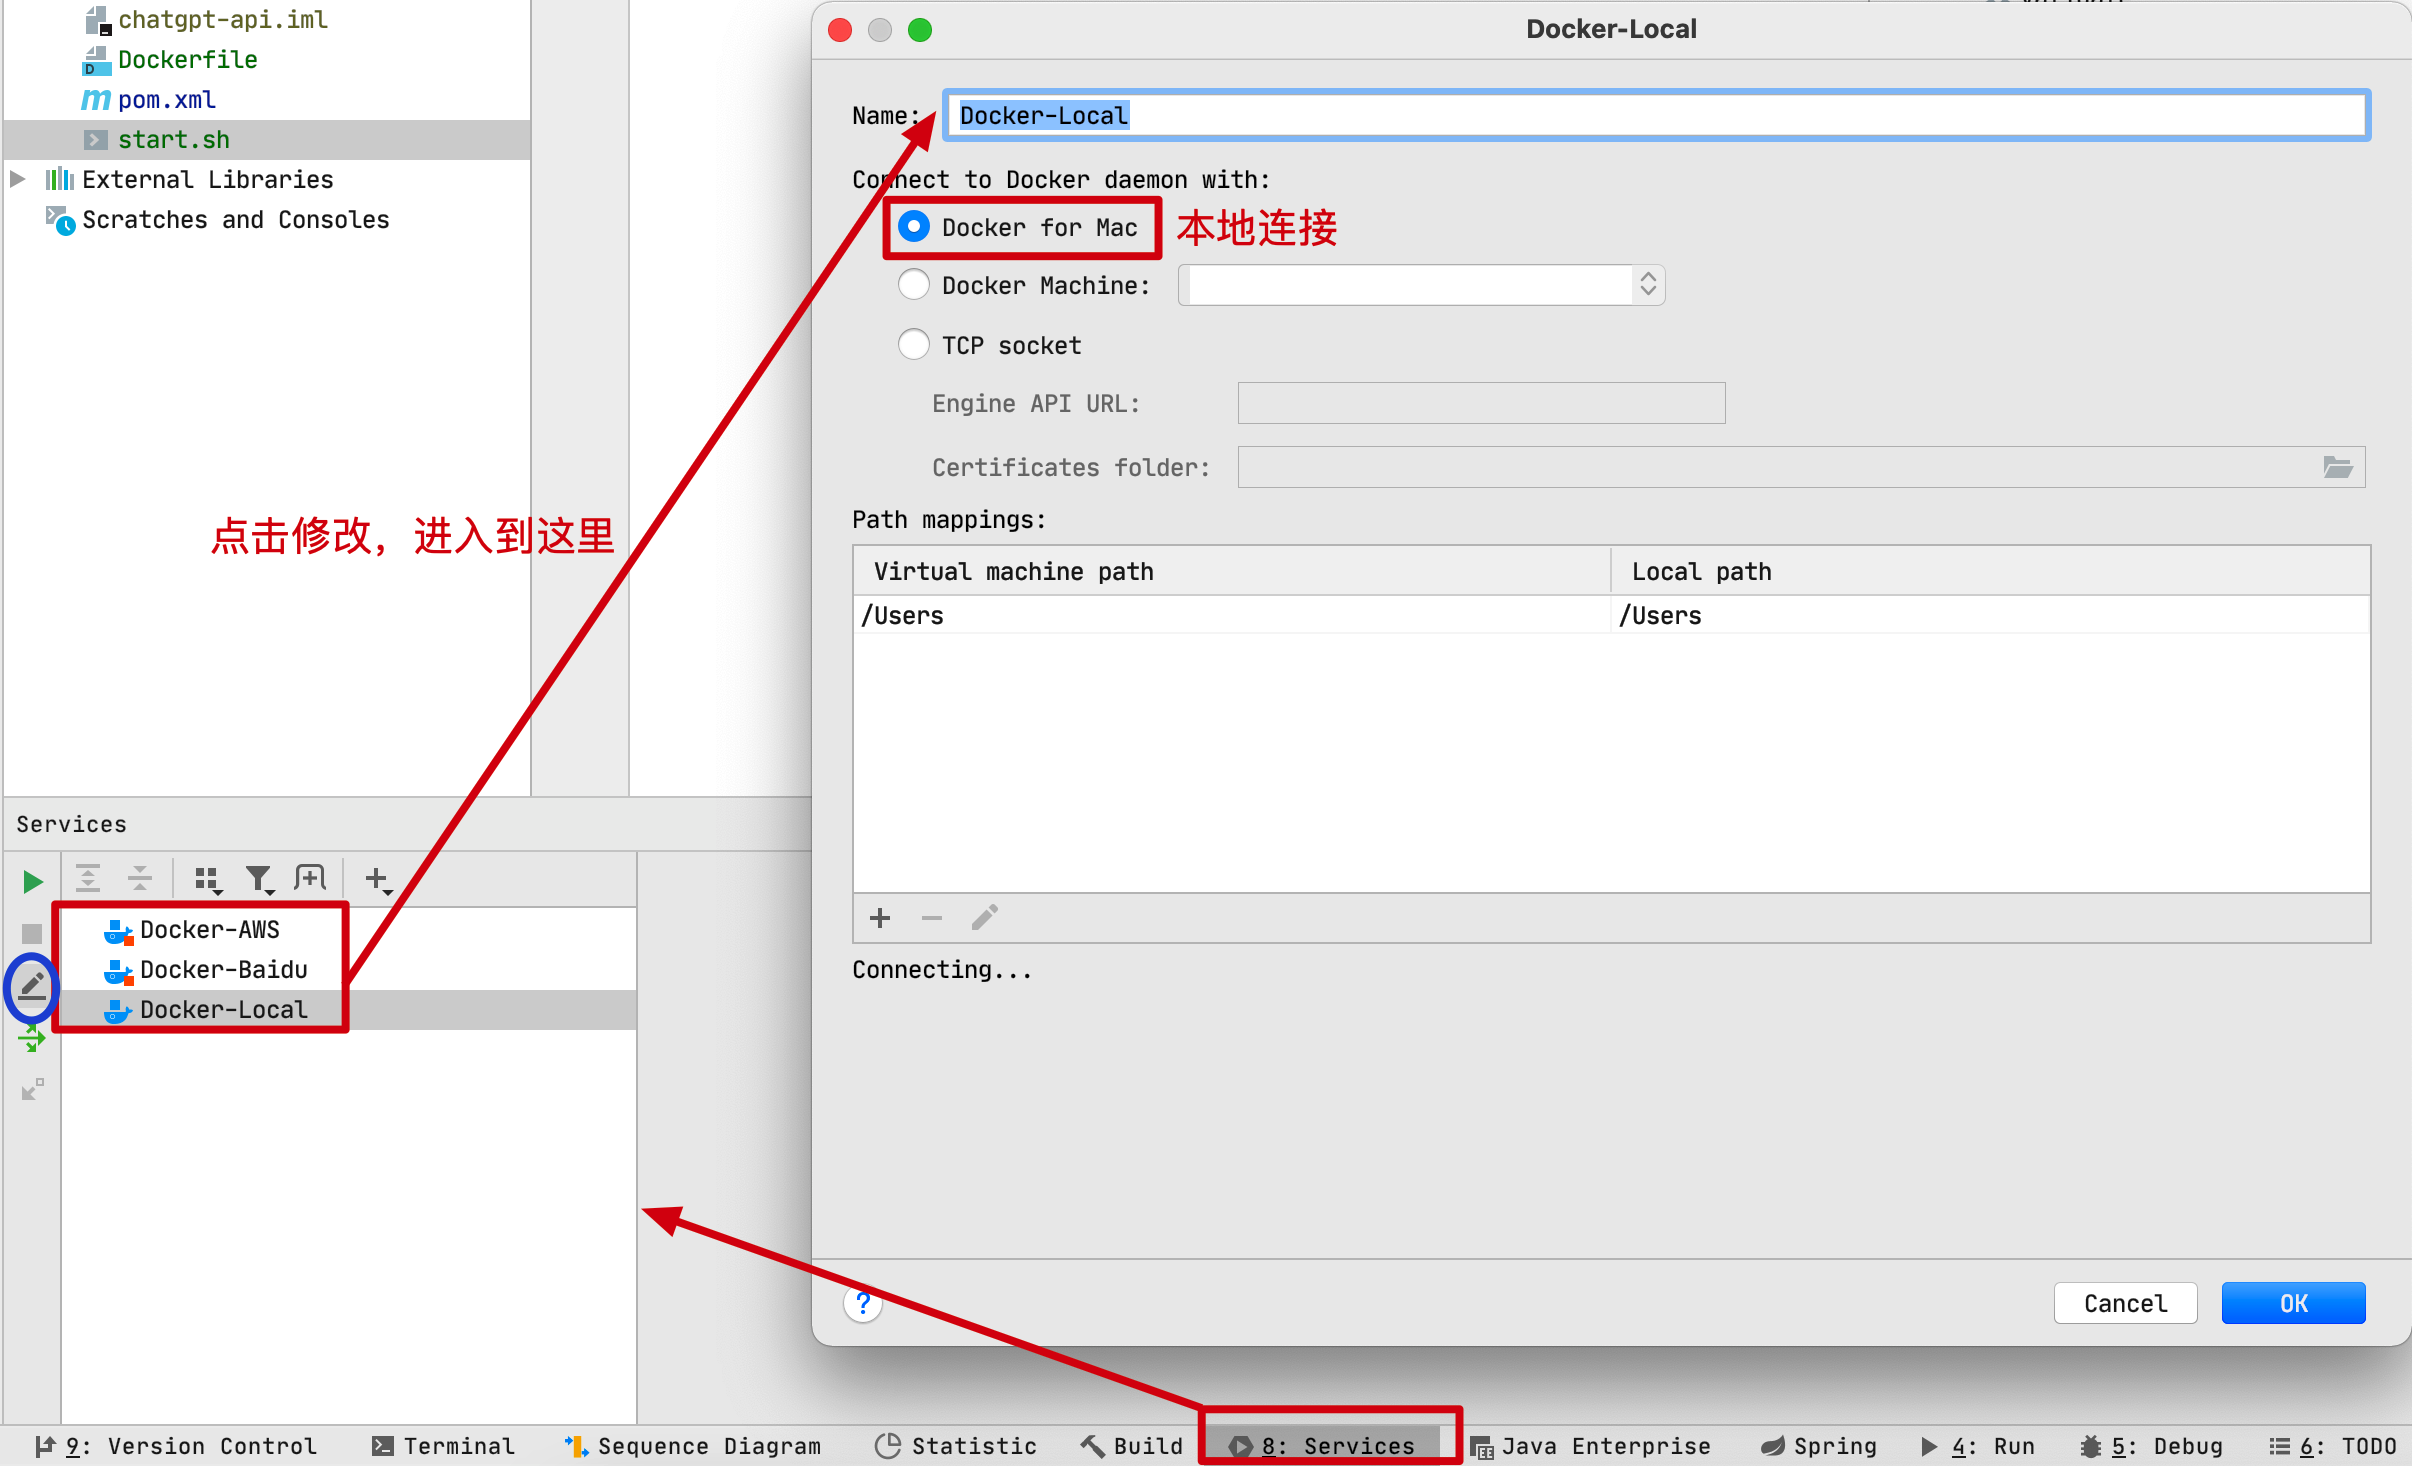 chatgpt-api.iml
Dockerfile
pom.xml
start.sh
External Libraries
Scratches and Consoles
点击修改，进入到这里
Services
Docker-AWS
Docker-Baidu
Docker-Local
Docker-Local
Name: Docker-Local
Connect to Docker daemon with:
Docker for Mac 本地连接
Docker Machine:
TCP socket
Engine API URL:
Certificates folder:
Path mappings:
Virtual machine path Local path
/Users /Users
Connecting...
? Cancel OK
9: Version Control Terminal Sequence Diagram Statistic Build 8: Services Java Enterprise Spring 4: Run 5: Debug 6: TODO